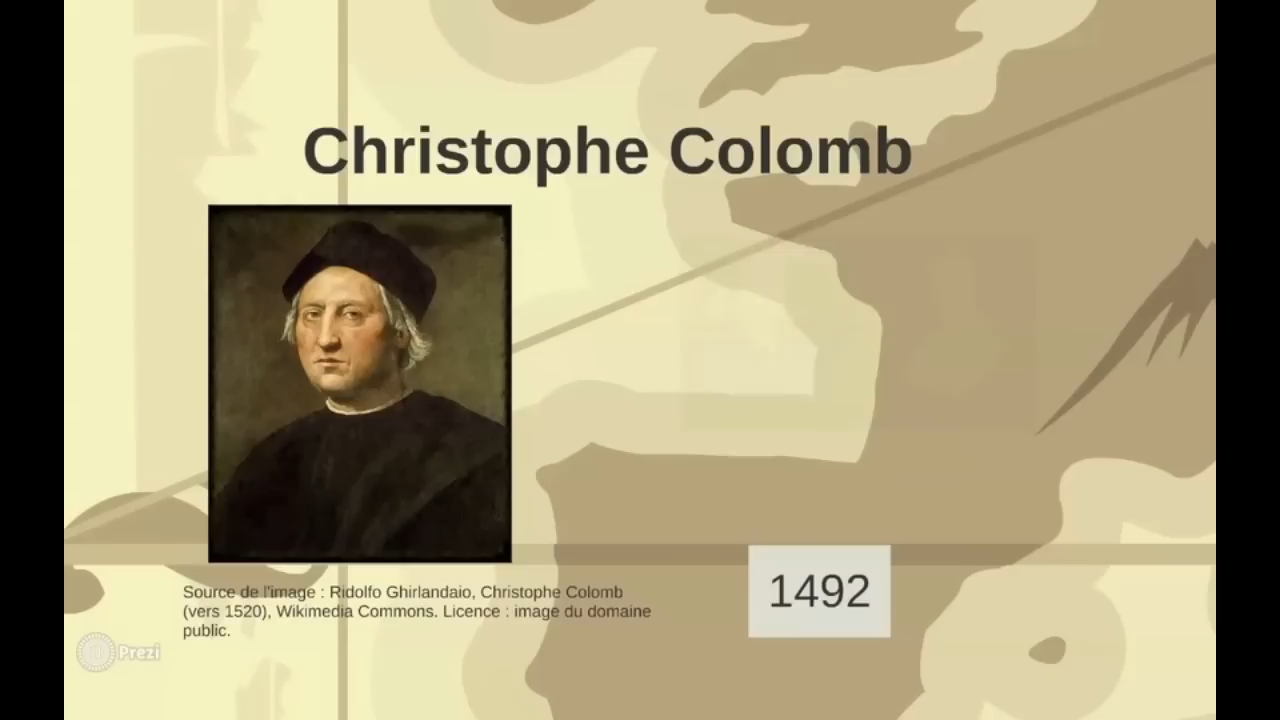 Christophe Colomb
Source de l'image : Ridolfo Ghirlandaio, Christophe Colomb
(vers 1520), Wikimedia Commons. Licence : image du domaine
public.
1492
Prezi